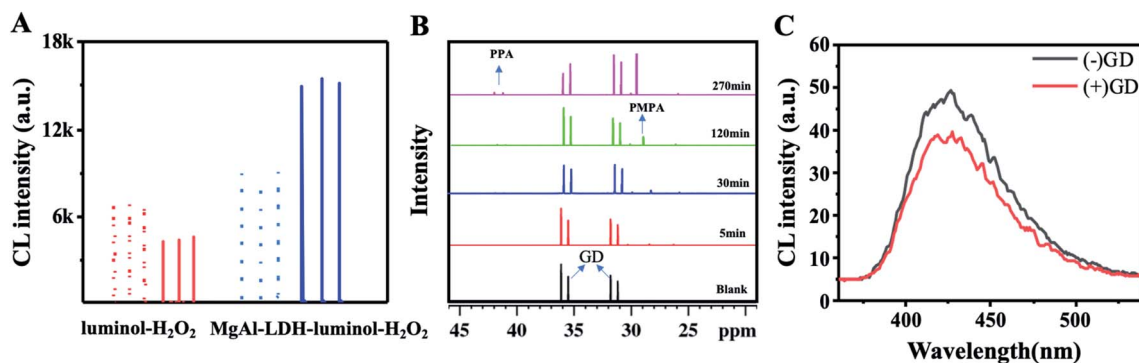 A
18k
12k
6k
CL intensity (a.u.)
luminol-H₂O₂
MgAl-LDH-luminol-H₂O₂
B
Intensity
PPA
270min
PMPA
120min
30min
5min
GD
Blank
45 40 35 30 25 ppm
C
CL intensity (a.u.)
60
50
40
30
20
10
0
(-)GD
(+)GD
400 450 500
Wavelength(nm)